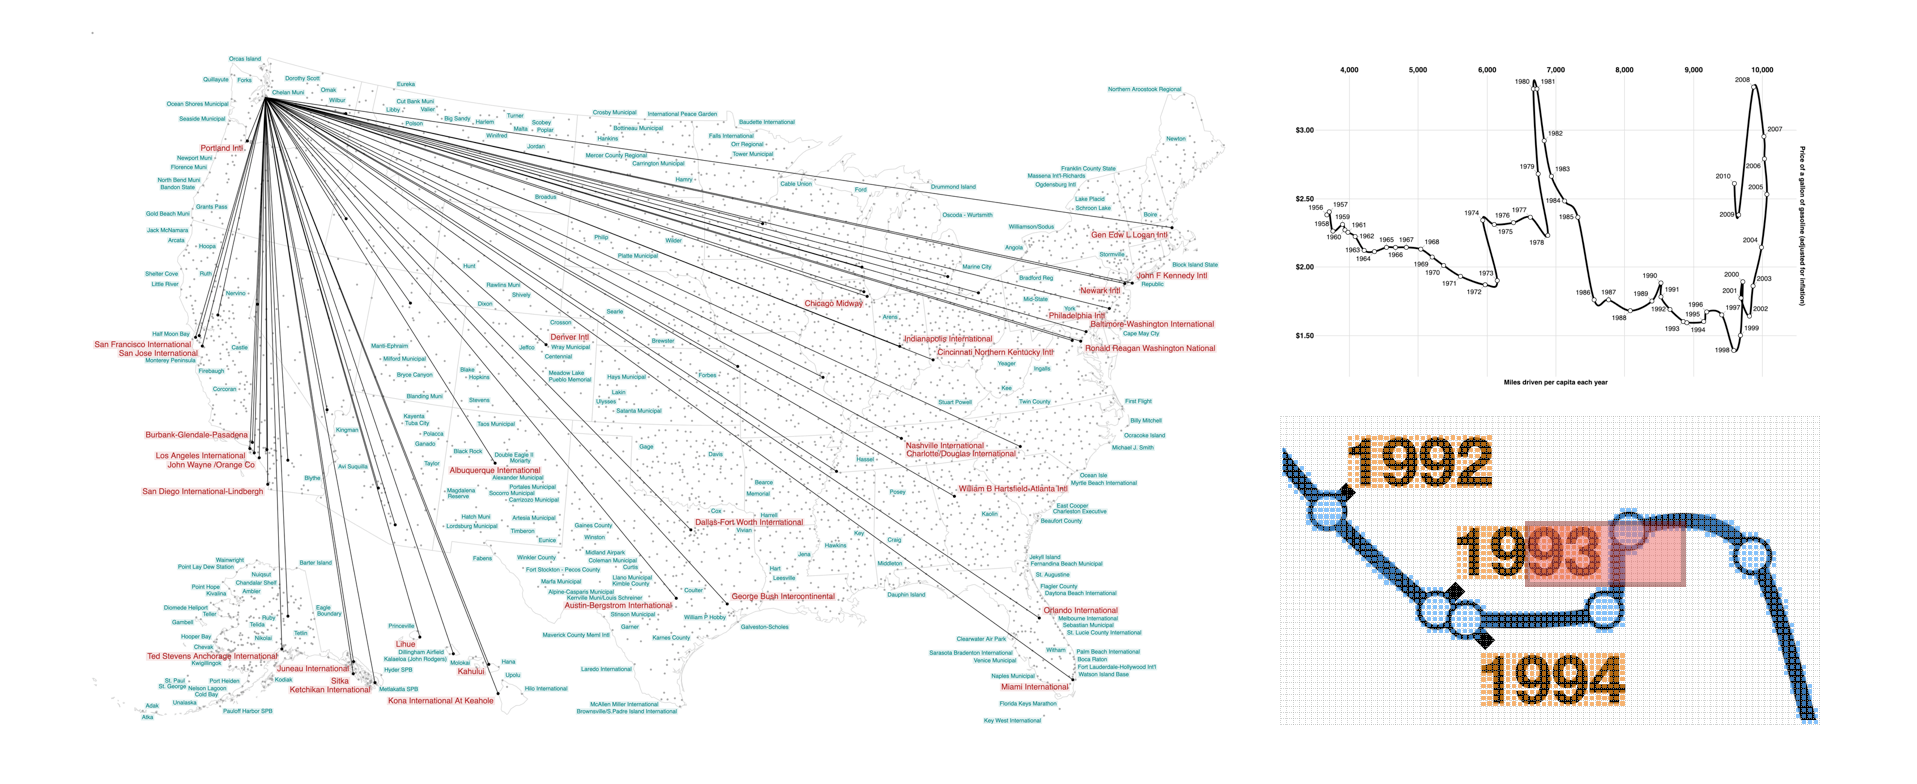 Orcas Island
Quillayute
Forks
Dorothy Scott
Chelan Muni
Omak
Wilbur
Eureka
Cut Bank Muni
Libby
Valier
Polson
Big Sandy
Harlem
Turner
Malta
Scobey
Poplar
Winifred
Jordan
Crosby Municipal
International Peace Garden
Bottineau Municipal
Baudette International
Hankins
Falls International
Orr Regional
Tower Municipal
Mercer County Regional
Carrington Municipal
Hamry
Cable Union
Ford
Drummond Island
Northern Aroostook Regional
Newton
Franklin County State
Massena Int'l-Richards
Ogdensburg Intl
Lake Placid
Schroon Lake
Boire
Oscoda - Wurtsmith
Williamson/Sodus
Gen Edw L Logan Intl
Angola
Stormville
Block Island State
Marine City
Bradford Reg
John F Kennedy Intl
Republic
Newark Intl
Mid-State
York
Philadelphia Intl
Baltimore-Washington International
Cape May Cty
Ronald Reagan Washington National
Ocean Shores Municipal
Seaside Municipal
Portland Intl
Newport Muni
Florence Muni
North Bend Muni
Bandon State
Grants Pass
Gold Beach Muni
Jack McNamara
Arcata
Hoopa
Shelter Cove
Ruth
Little River
Nervino
Half Moon Bay
San Francisco International
San Jose International
Monterey Peninsula
Castle
Firebaugh
Corcoran
Broadus
Philip
Wilder
Platte Municipal
Hunt
Rawlins Muni
Shively
Dixon
Searle
Crosson
Chicago Midway
Arens
Indianapolis International
Cincinnati Northern Kentucky Intl
Denver Intl
Jeffco
Wray Municipal
Centennial
Brewster
Manti-Ephraim
Milford Municipal
Bryce Canyon
Blake
Hopkins
Meadow Lake
Pueblo Memorial
Hays Municipal
Forbes
Yeager
Ingalls
Kee
Blanding Muni
Stevens
Lakin
Ulysses
Satanta Municipal
Stuart Powell
Twin County
First Flight
Billy Mitchell
Ocracoke Island
Michael J. Smith
Burbank-Glendale-Pasadena
Los Angeles International
John Wayne /Orange Co
San Diego International-Lindbergh
Kingman
Kayenta
Tuba City
Polacca
Ganado
Taos Municipal
Avi Suquilla
Blythe
Taylor
Black Rock
Double Eagle II
Moriarty
Albuquerque International
Alexander Municipal
Gage
Davis
Hassel
Nashville International
Charlotte/Douglas International
Magdalena
Reserve
Portales Municipal
Socorro Municipal
Carrizozo Municipal
Bearce
Memorial
Posey
William B Hartsfield-Atlanta Intl
Ocean Isle
Myrtle Beach International
Hatch Muni
Lordsburg Municipal
Artesia Municipal
Timberon
Eunice
Gaines County
Winston
Cox
Harrell
Dallas-Fort Worth International
Vivian
Key
Kaolin
East Cooper
Charleston Executive
Beaufort County
Fabens
Winkler County
Midland Airpark
Coleman Municipal
Curtis
Fort Stockton - Pecos County
Llano Municipal
Kimble County
Marfa Municipal
Alpine-Casparis Municipal
Kerrville Muni/Louis Schreiner
Austin-Bergstrom International
Stinson Municipal
Garner
Coulter
Hawkins
Craig
Jena
Hart
Leesville
Middleton
Dauphin Island
George Bush Intercontinental
William P Hobby
Galveston-Scholes
Maverick County Meml Intl
Karnes County
Laredo International
McAllen Miller International
Brownsville/S.Padre Island International
Jekyll Island
Fernandina Beach Municipal
St. Augustine
Flagler County
Daytona Beach International
Orlando International
Melbourne International
Sebastian Municipal
St. Lucie County International
Clearwater Air Park
Witham
Sarasota Bradenton International
Venice Municipal
Palm Beach International
Boca Raton
Fort Lauderdale-Hollywood Int'l
Watson Island Base
Naples Municipal
Miami International
Florida Keys Marathon
Key West International
Wainwright
Point Lay Dew Station
Barter Island
Nuiqsut
Chandalar Shelf
Point Hope
Kivalina
Ambler
Diomede Heliport
Teller
Gambell
Ruby
Telida
Eagle
Boundary
Hooper Bay
Nikolai
Tetlin
Chevak
Ted Stevens Anchorage International
Kwigillingok
Juneau International
Sitka
Ketchikan International
Hyder SPB
Metlakatla SPB
St. Paul
St. George
Port Heiden
Nelson Lagoon
Cold Bay
Kodiak
Adak
Unalaska
Atka
Pauloff Harbor SPB
Princeville
Lihue
Dillingham Airfield
Kalaeloa (John Rodgers)
Molokai
Kahului
Hana
Upolu
Hilo International
Kona International At Keahole
4,000 5,000 6,000 7,000 8,000 9,000 10,000
$3.00
$2.50
$2.00
$1.50
1956
1957
1958
1959
1960
1961
1962
1963
1964
1965
1966
1967
1968
1969
1970
1971
1972
1973
1974
1975
1976
1977
1978
1979
1980
1981
1982
1983
1984
1985
1986
1987
1988
1989
1990
1991
1992
1993
1994
1996
1997
1998
1999
2000
2001
2002
2003
2004
2005
2006
2007
2008
2009
2010
Price of a gallon of gasoline (adjusted for inflation)
Miles driven per capita each year
1992
1993
1994